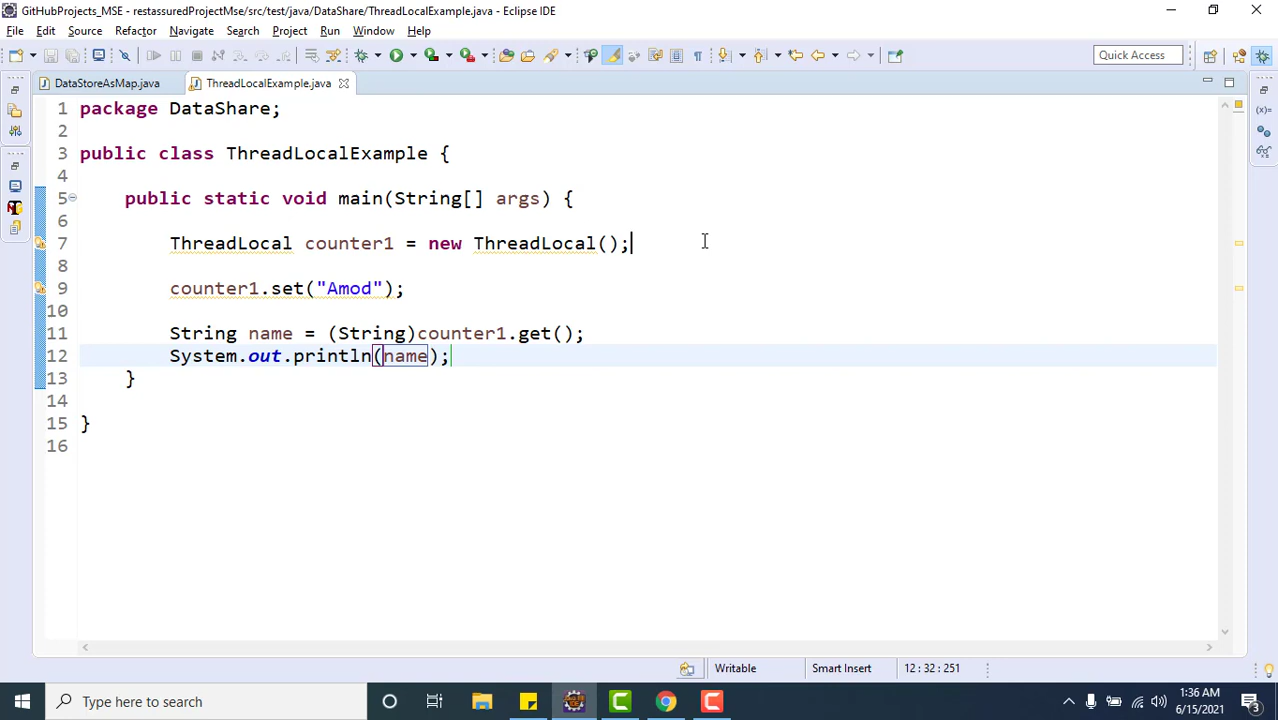 GitHubProjects_MSE - restassuredProjectMse/src/test/java/DataShare/ThreadLocalExample.java - Eclipse IDE
File Edit Source Refactor Navigate Search Project Run Window Help
Quick Access
DataStoreAsMap.java ThreadLocalExample.java
1 package DataShare;
2
3 public class ThreadLocalExample {
4
5 public static void main(String[] args) {
6
7 ThreadLocal counter1 = new ThreadLocal();
8
9 counter1.set("Amod");
10
11 String name = (String)counter1.get();
12 System.out.println(name);
13 }
14
15 }
16
Writable Smart Insert 12 : 32 : 251
Type here to search
1:36 AM
6/15/2021
3